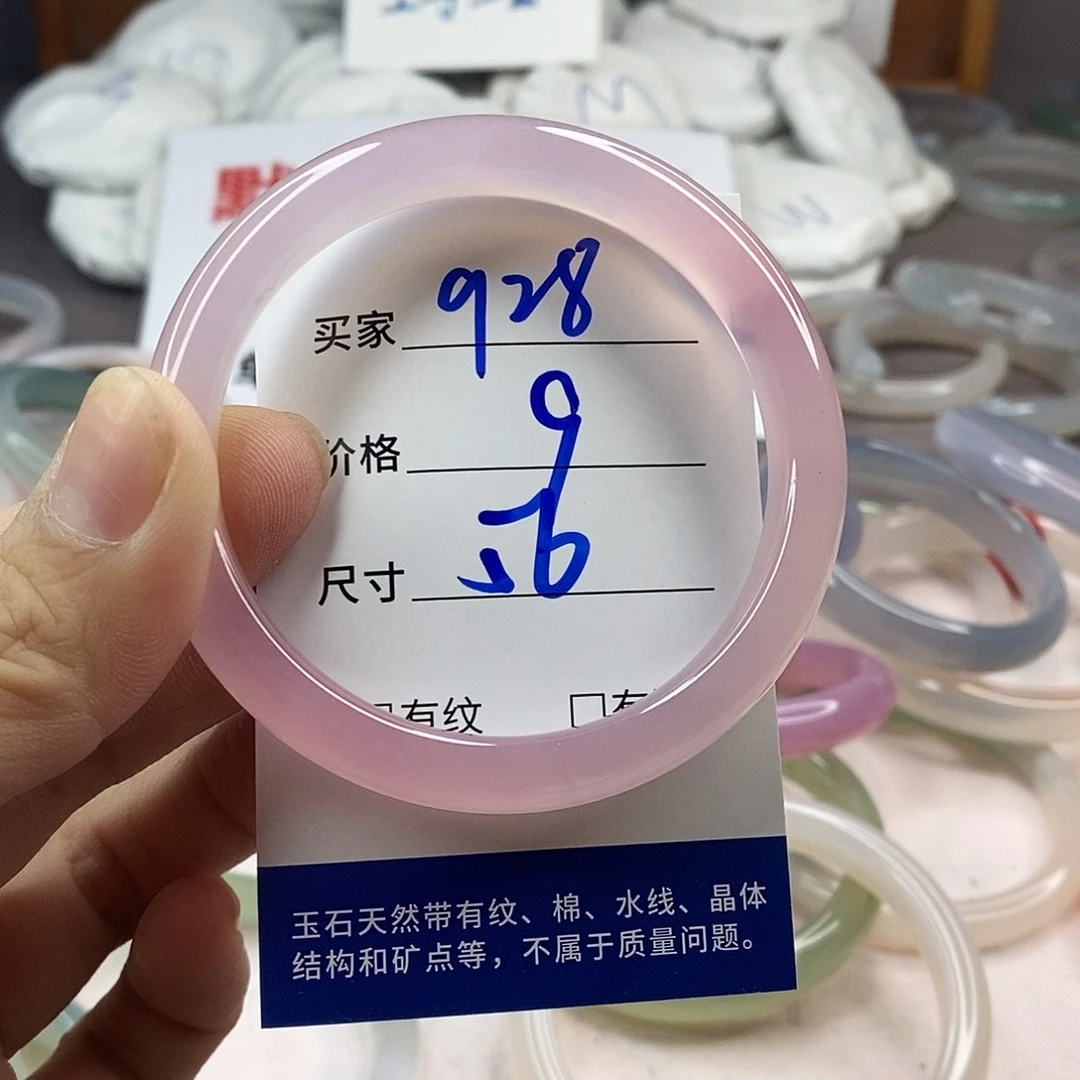 买家 928
价格 9
尺寸 56
有纹
玉石天然带有纹、棉、水线、晶体
结构和矿点等，不属于质量问题。